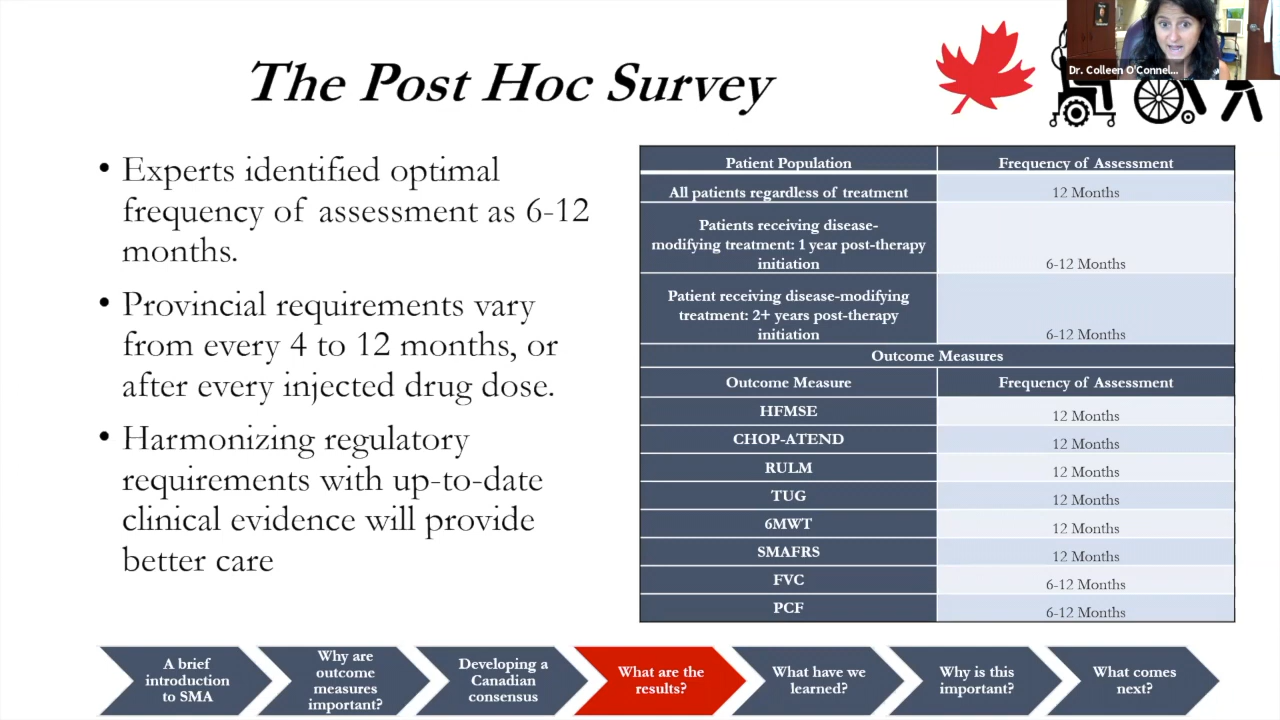 The Post Hoc Survey
Dr. Colleen O'Connel...
• Experts identified optimal
frequency of assessment as 6-12
months.
• Provincial requirements vary
from every 4 to 12 months, or
after every injected drug dose.
• Harmonizing regulatory
requirements with up-to-date
clinical evidence will provide
better care
Patient Population Frequency of Assessment
All patients regardless of treatment 12 Months
Patients receiving disease-
modifying treatment: 1 year post-therapy
initiation 6-12 Months
Patient receiving disease-modifying
treatment: 2+ years post-therapy
initiation 6-12 Months
Outcome Measures
Outcome Measure Frequency of Assessment
HFMSE 12 Months
CHOP-ATEND 12 Months
RULM 12 Months
TUG 12 Months
6MWT 12 Months
SMAFRS 12 Months
FVC 6-12 Months
PCF 6-12 Months
A brief
introduction
to SMA
Why are
outcome
measures
important?
Developing a
Canadian
consensus
What are the
results?
What have we
learned?
Why is this
important?
What comes
next?